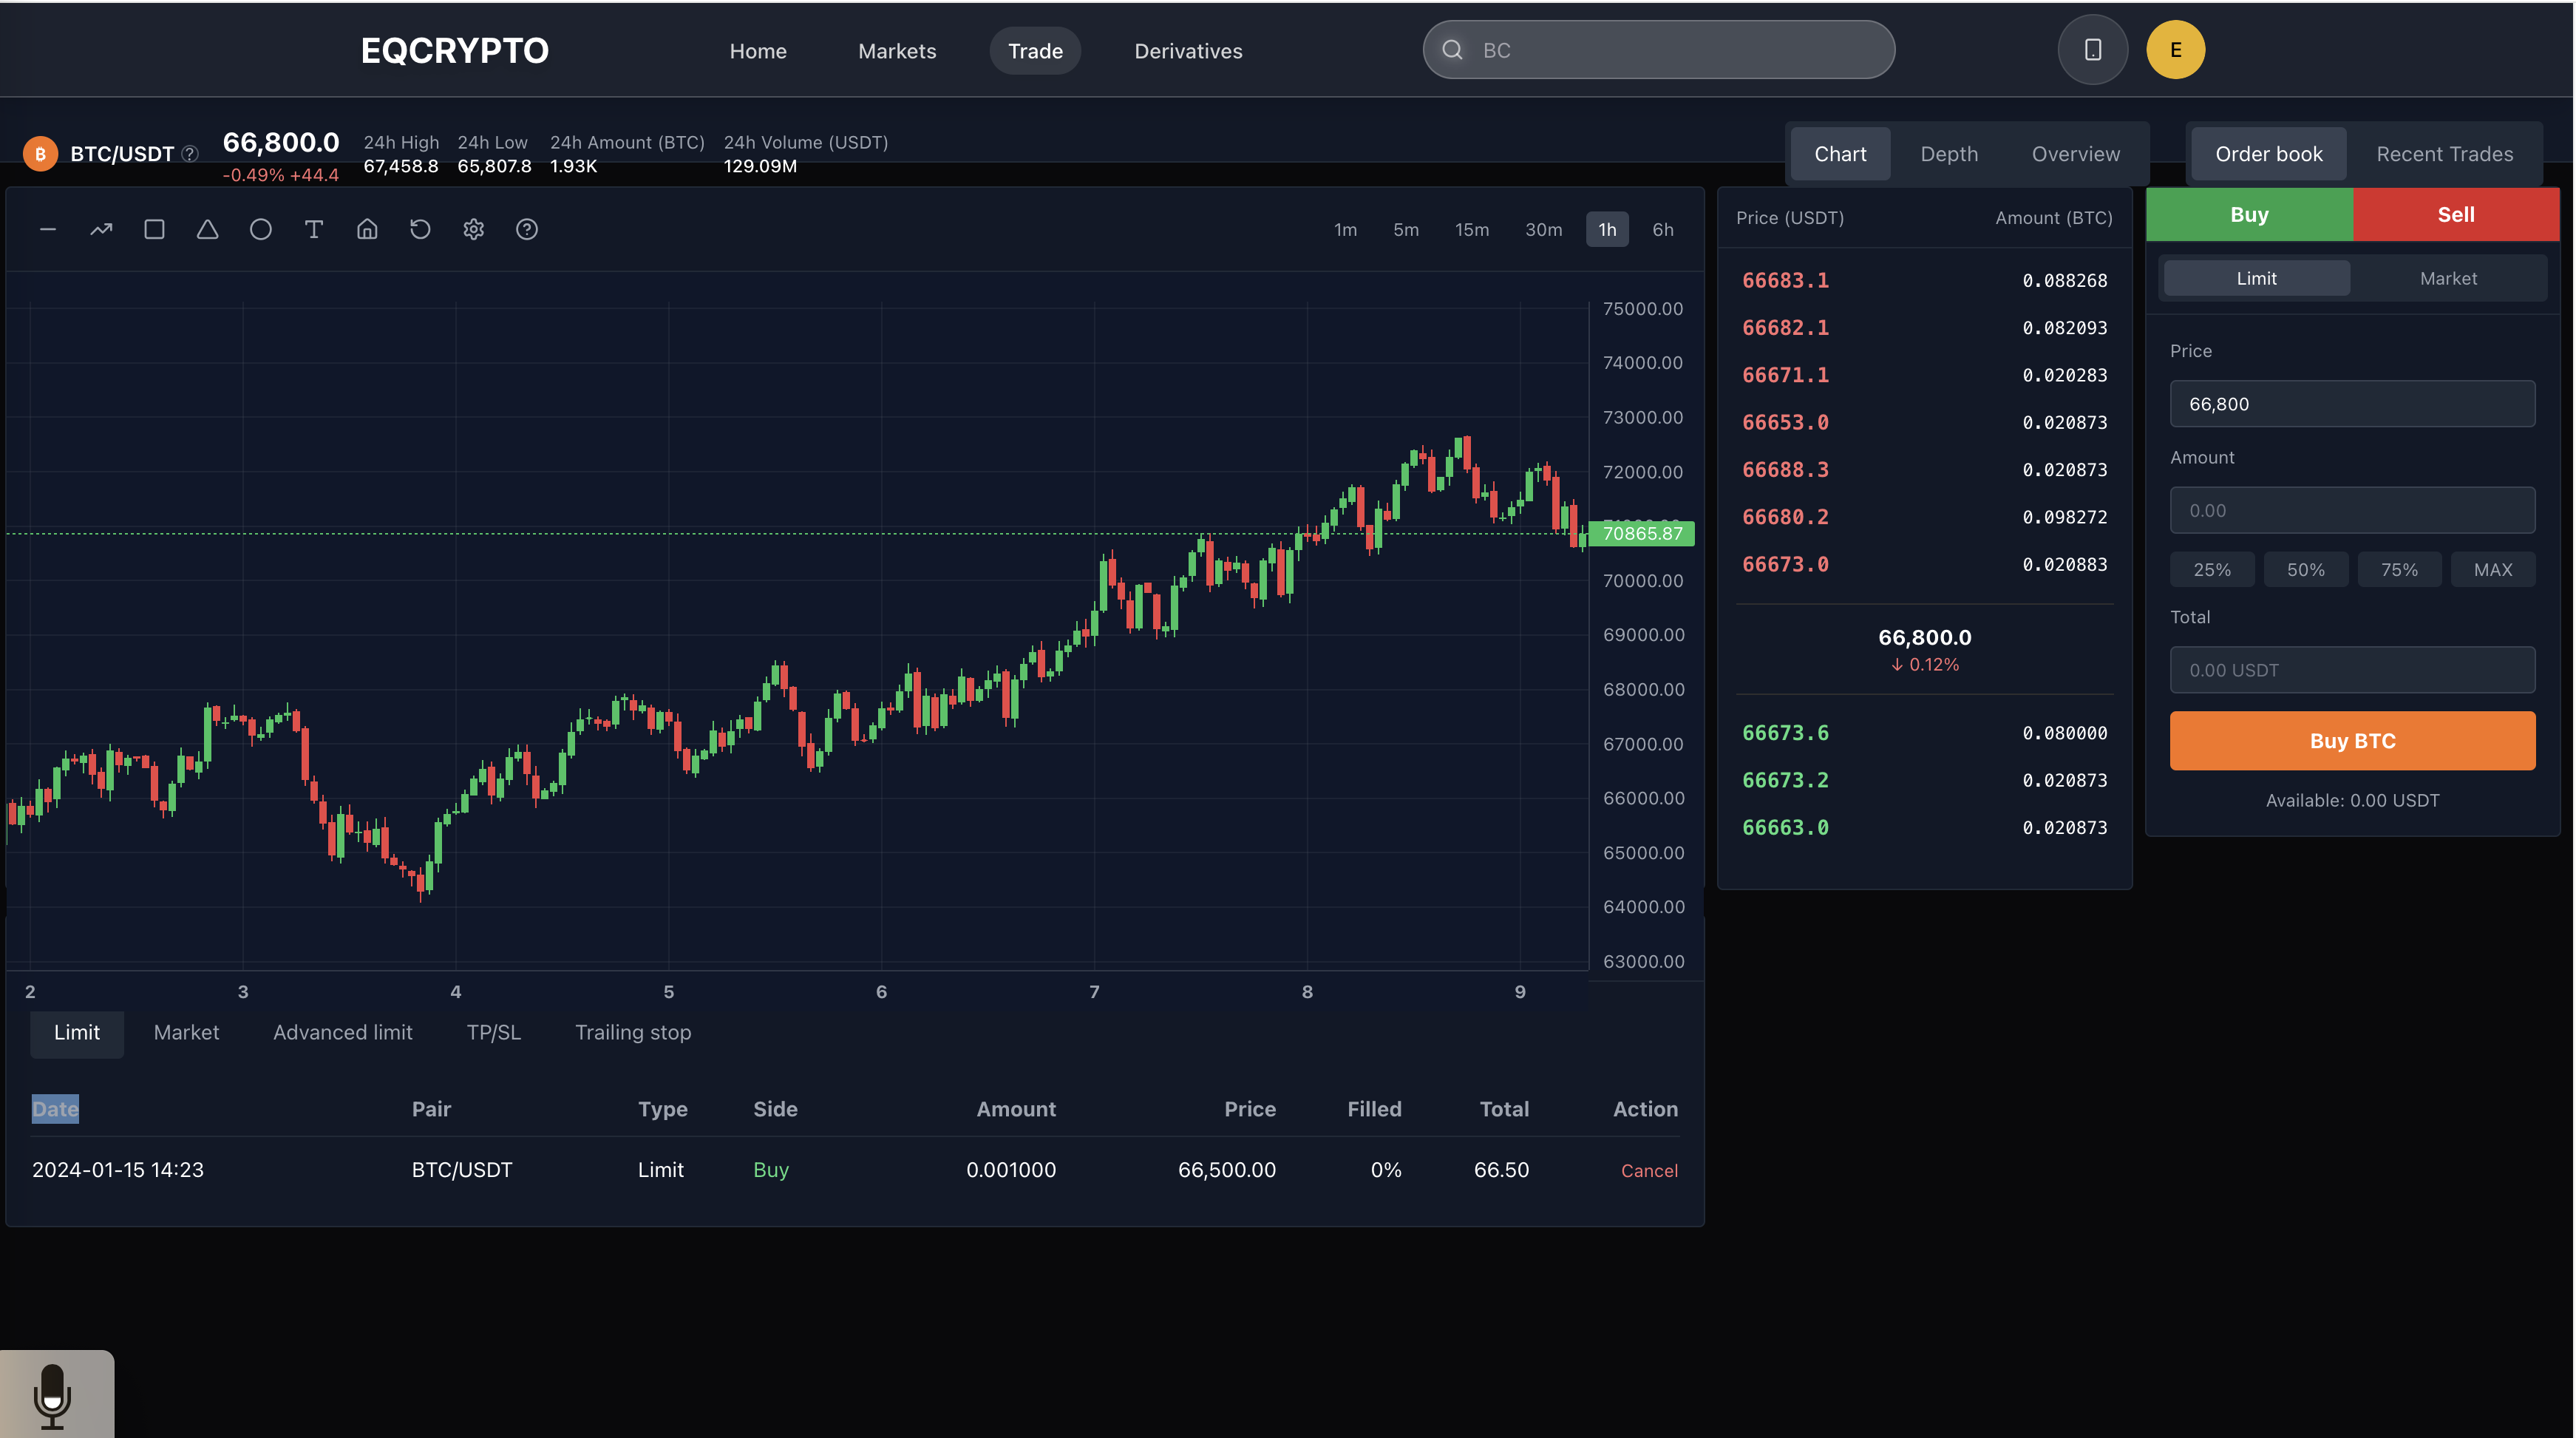 EQCRYPTO Home Markets Trade Derivatives BC E
₿ BTC/USDT ? 66,800.0 -0.49% +44.4
24h High 67,458.8
24h Low 65,807.8
24h Amount (BTC) 1.93K
24h Volume (USDT) 129.09M
Chart Depth Overview
Order book Recent Trades
T ? 1m 5m 15m 30m 1h 6h
75000.00
74000.00
73000.00
72000.00
70865.87
70000.00
69000.00
68000.00
67000.00
66000.00
65000.00
64000.00
63000.00
2 3 4 5 6 7 8 9
Price (USDT) Amount (BTC)
66683.1 0.088268
66682.1 0.082093
66671.1 0.020283
66653.0 0.020873
66688.3 0.020873
66680.2 0.098272
66673.0 0.020883
66,800.0
↓ 0.12%
66673.6 0.080000
66673.2 0.020873
66663.0 0.020873
Buy Sell
Limit Market
Price
66,800
Amount
0.00
25% 50% 75% MAX
Total
0.00 USDT
Buy BTC
Available: 0.00 USDT
Limit Market Advanced limit TP/SL Trailing stop
Date Pair Type Side Amount Price Filled Total Action
2024-01-15 14:23 BTC/USDT Limit Buy 0.001000 66,500.00 0% 66.50 Cancel